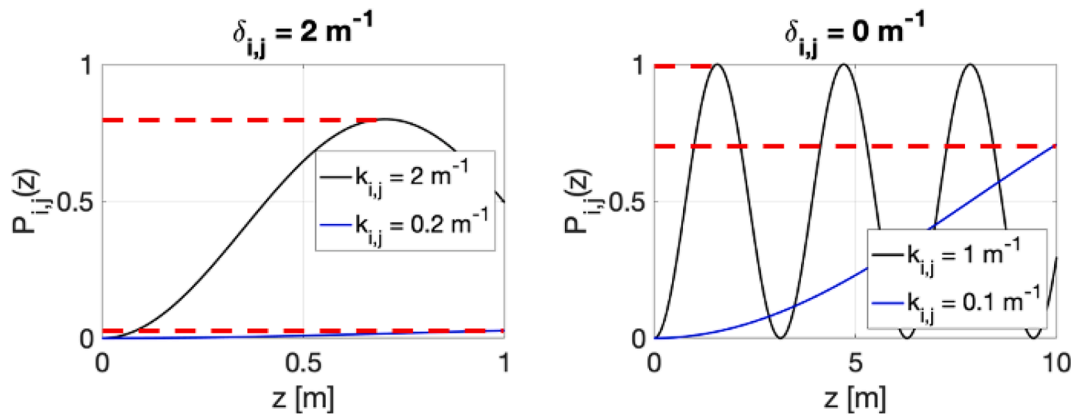 δi,j = 2 m-1
1
0.5
0
Pi,j(z)
ki,j = 2 m-1
ki,j = 0.2 m-1
0
0.5
1
z [m]
δi,j = 0 m-1
1
0.5
0
Pi,j(z)
ki,j = 1 m-1
ki,j = 0.1 m-1
0
5
10
z [m]